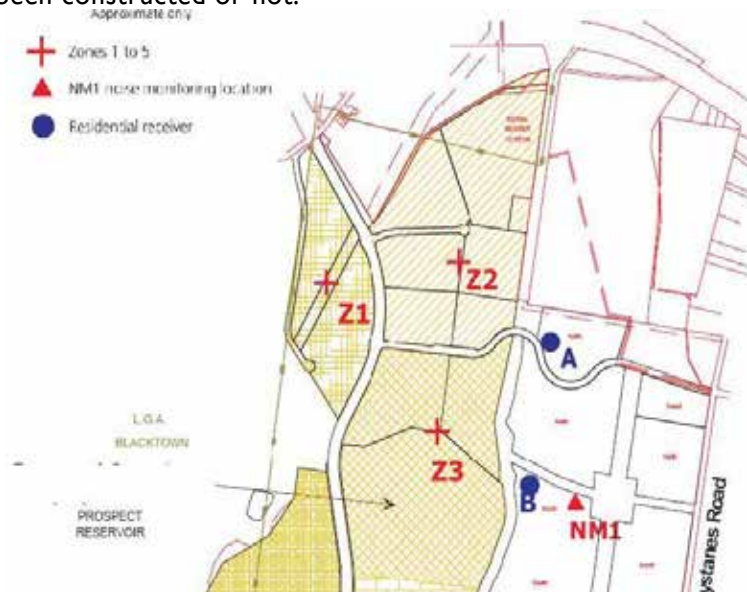 been constructed or not.
Approximate only
Zones 1 to 5
NM1 noise monitoring location
Residential receiver
Z1
Z2
A
Z3
L.G.A.
BLACKTOWN
B
NM1
PROSPECT
RESERVOIR
ystanes Road